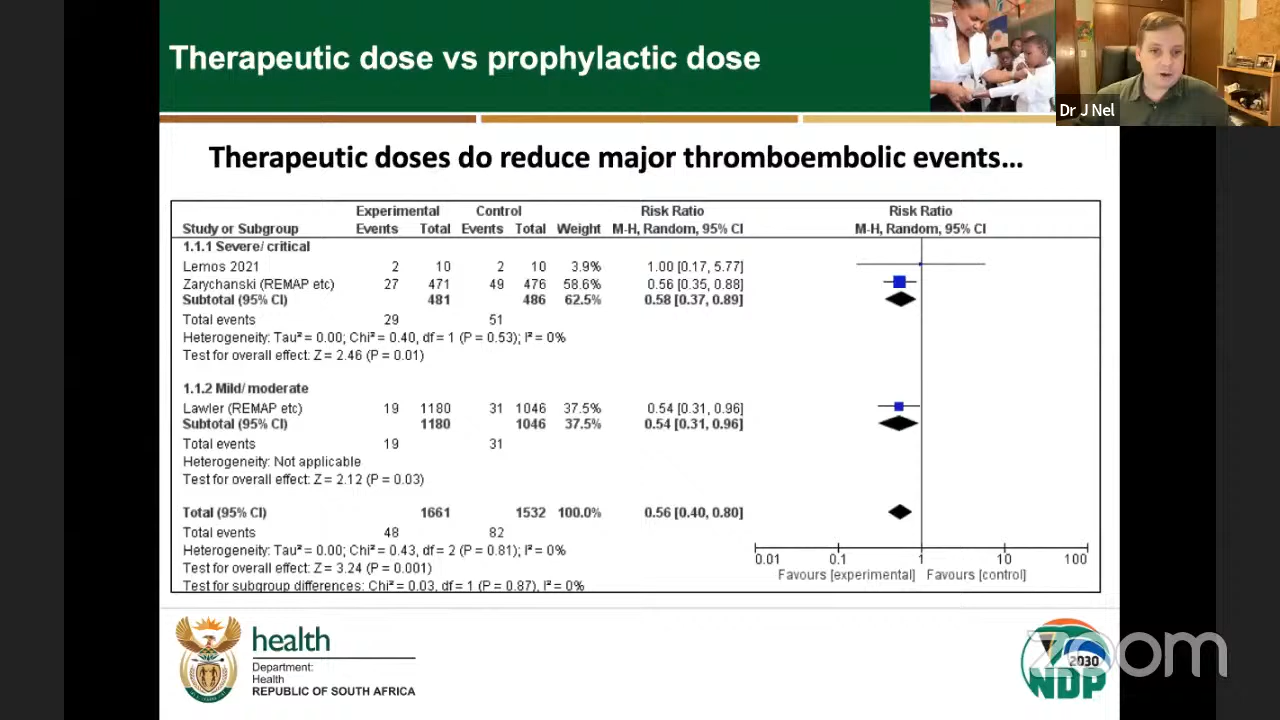 Therapeutic dose vs prophylactic dose
Dr J Nel
Therapeutic doses do reduce major thromboembolic events...
Experimental Control Risk Ratio Risk Ratio
Study or Subgroup Events Total Events Total Weight M-H, Random, 95% CI M-H, Random, 95% CI
1.1.1 Severe/ critical
Lemos 2021 2 10 2 10 3.9% 1.00 [0.17, 5.77]
Zarychanski (REMAP etc) 27 471 49 476 58.6% 0.56 [0.35, 0.88]
Subtotal (95% CI) 481 486 62.5% 0.58 [0.37, 0.89]
Total events 29 51
Heterogeneity: Tau² = 0.00; Chi² = 0.40, df = 1 (P = 0.53); I² = 0%
Test for overall effect: Z = 2.46 (P = 0.01)
1.1.2 Mild/ moderate
Lawler (REMAP etc) 19 1180 31 1046 37.5% 0.54 [0.31, 0.96]
Subtotal (95% CI) 1180 1046 37.5% 0.54 [0.31, 0.96]
Total events 19 31
Heterogeneity: Not applicable
Test for overall effect: Z = 2.12 (P = 0.03)
Total (95% CI) 1661 1532 100.0% 0.56 [0.40, 0.80]
Total events 48 82
Heterogeneity: Tau² = 0.00; Chi² = 0.43, df = 2 (P = 0.81); I² = 0%
Test for overall effect: Z = 3.24 (P = 0.001)
Test for subgroup differences: Chi² = 0.03, df = 1 (P = 0.87), I² = 0%
0.01 0.1 1 10 100
Favours [experimental] Favours [control]
health
Department:
Health
REPUBLIC OF SOUTH AFRICA
2030
NDP
zoom